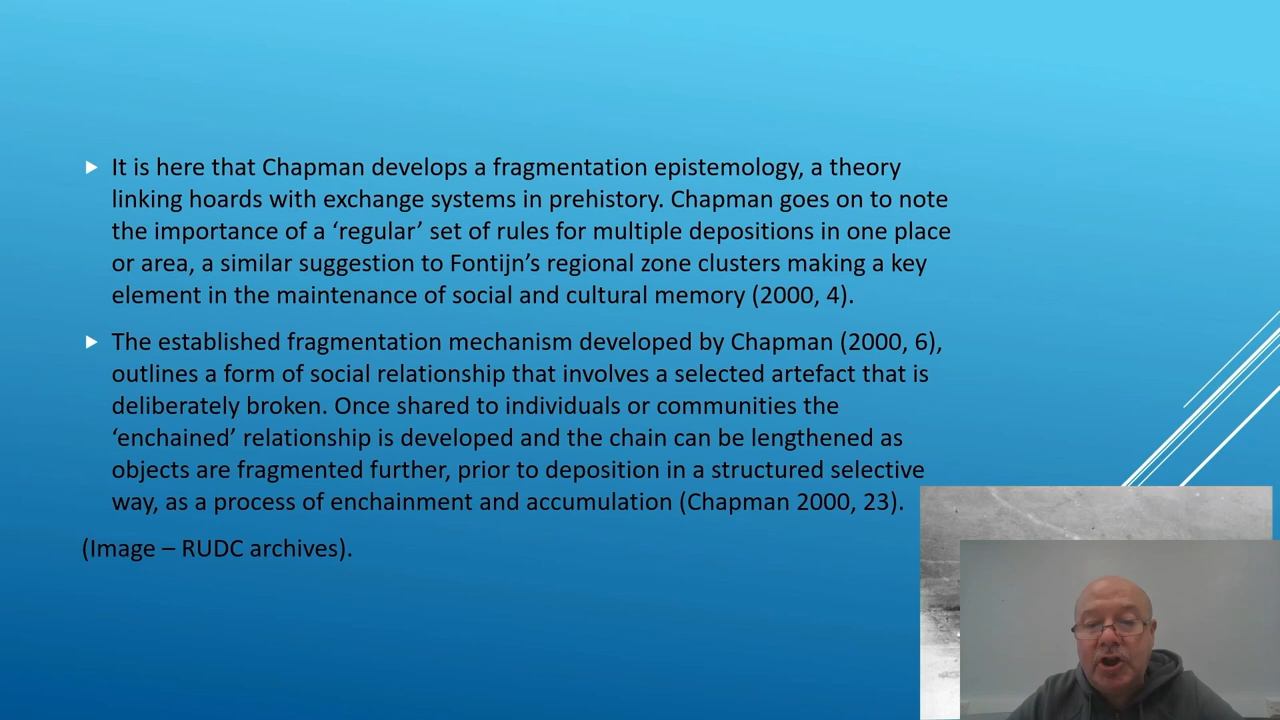 It is here that Chapman develops a fragmentation epistemology, a theory
linking hoards with exchange systems in prehistory. Chapman goes on to note
the importance of a ‘regular’ set of rules for multiple depositions in one place
or area, a similar suggestion to Fontijn’s regional zone clusters making a key
element in the maintenance of social and cultural memory (2000, 4).
The established fragmentation mechanism developed by Chapman (2000, 6),
outlines a form of social relationship that involves a selected artefact that is
deliberately broken. Once shared to individuals or communities the
‘enchained’ relationship is developed and the chain can be lengthened as
objects are fragmented further, prior to deposition in a structured selective
way, as a process of enchainment and accumulation (Chapman 2000, 23).
(Image – RUDC archives).